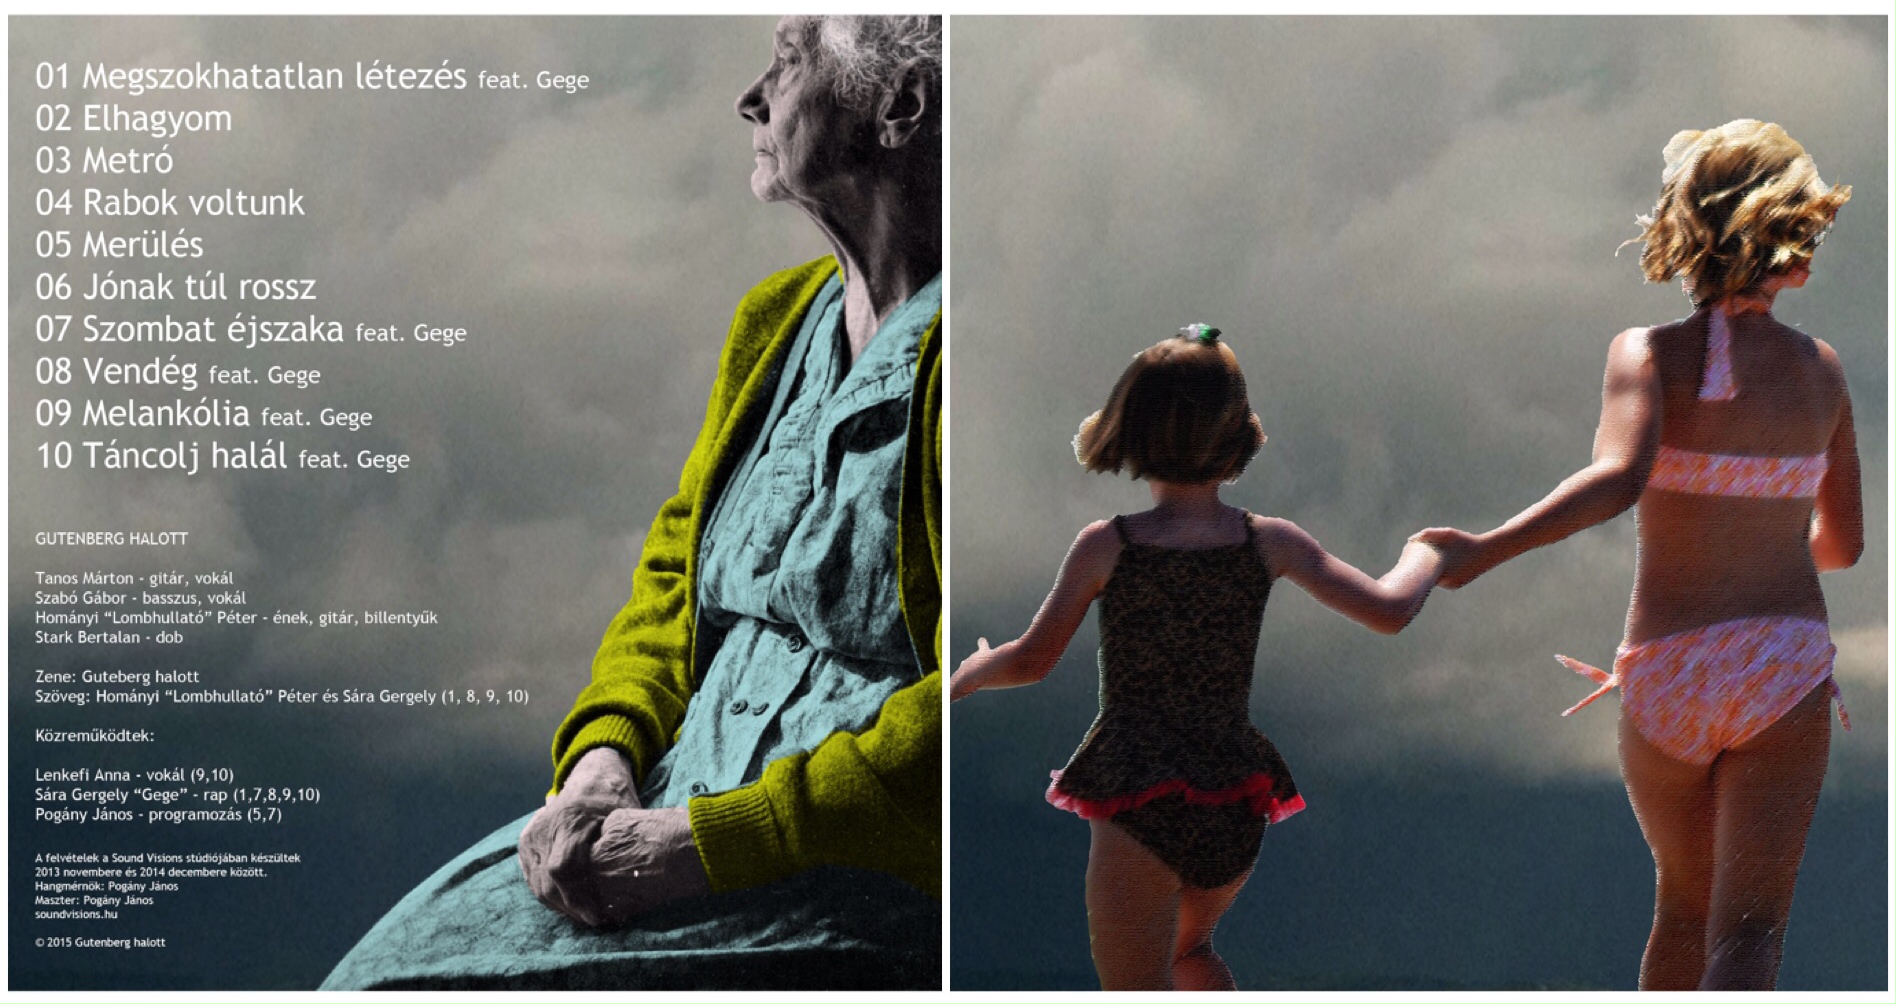 01 Megszokhatatlan létezés feat. Gege
02 Elhagyom
03 Metró
04 Rabok voltunk
05 Merülés
06 Jónak túl rossz
07 Szombat éjszaka feat. Gege
08 Vendég feat. Gege
09 Melankólia feat. Gege
10 Táncolj halál feat. Gege
GUTENBERG HALOTT
Tanos Márton - gitár, vokál
Szabó Gábor - basszus, vokál
Hományi “Lombhullató” Péter - ének, gitár, billentyűk
Stark Bertalan - dob
Zene: Guteberg halott
Szöveg: Hományi “Lombhullató” Péter és Sára Gergely (1, 8, 9, 10)
Közreműködtek:
Lenkefi Anna - vokál (9,10)
Sára Gergely “Gege” - rap (1,7,8,9,10)
Pogány János - programozás (5,7)
A felvételek a Sound Visions stúdiójában készültek
2013 novembere és 2014 decembere között.
Hangmérnök: Pogány János
Maszter: Pogány János
soundvisions.hu
© 2015 Gutenberg halott